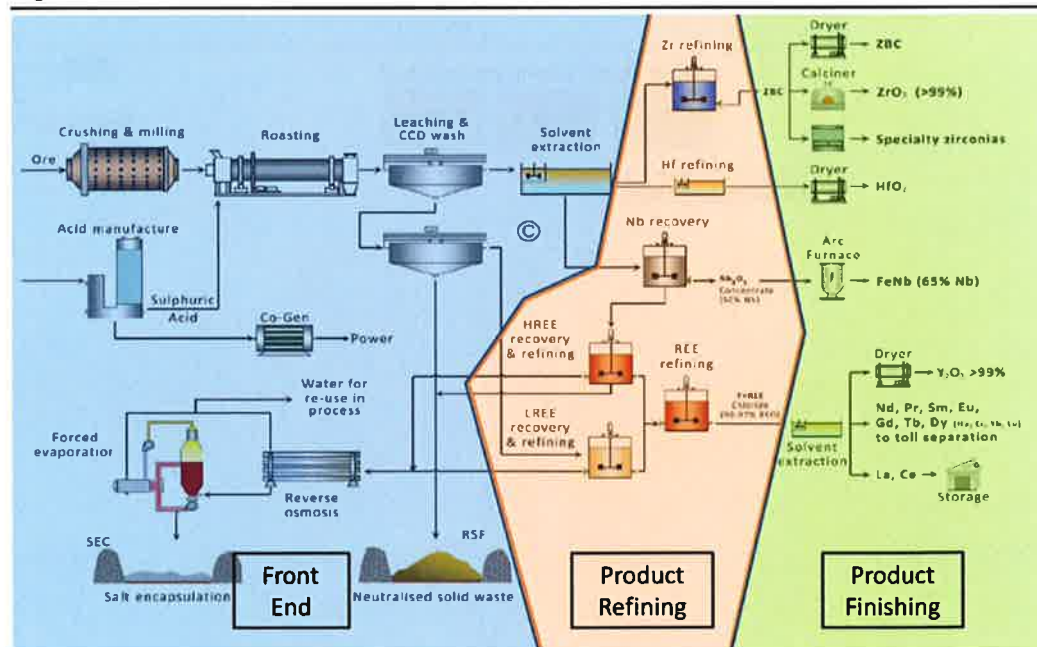 Crushing & milling
Ore
Roasting
Leaching &
CCD wash
Solvent
extraction
©
Acid manufacture
Sulphuric
Acid
Co-Gen
Power
Water for
re-use in
process
Forced
evaporation
Reverse
osmosis
SEC
Salt encapsulation
RSF
Neutralised solid waste
Front
End
Zr refining
ZBC
Hf refining
Nb recovery
Nb₂O₅
Concentrate
HREE
recovery
& refining
REE
refining
LREE
recovery
& refining
Product
Refining
Dryer
ZBC
Calciner
ZrO₂ (>99%)
Specialty zirconias
Dryer
HfO₂
Arc
Furnace
FeNb (65% Nb)
Dryer
Y₂O₃ >99%
Nd, Pr, Sm, Eu,
Gd, Tb, Dy
to toll separation
Solvent
extraction
La, Ce
Storage
Product
Finishing